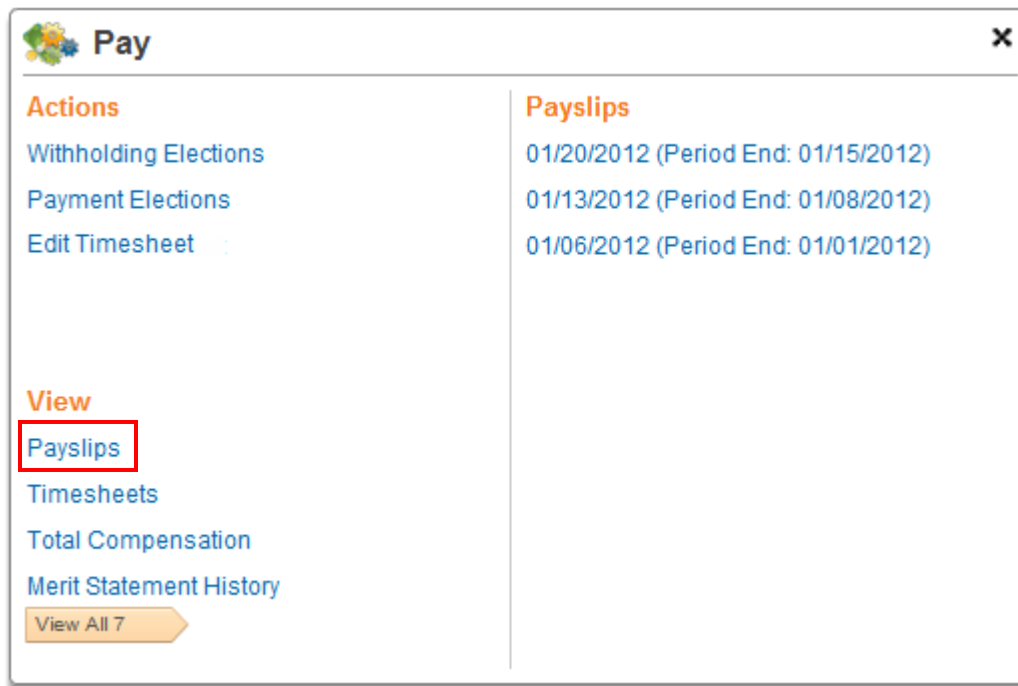 Pay
Actions
Withholding Elections
Payment Elections
Edit Timesheet
View
Payslips
Timesheets
Total Compensation
Merit Statement History
View All 7
Payslips
01/20/2012 (Period End: 01/15/2012)
01/13/2012 (Period End: 01/08/2012)
01/06/2012 (Period End: 01/01/2012)